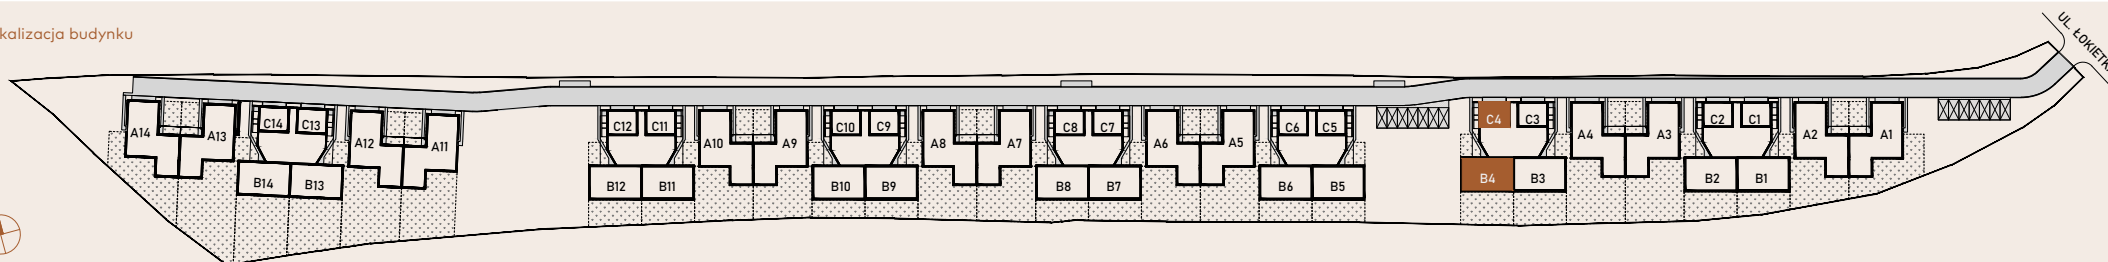 kalizacja budynku
UL. ŁOKIETK
A14 A13 C14 C13 A12 A11 C12 C11 A10 A9 C10 C9 A8 A7 C8 C7 A6 A5 C6 C5 C4 C3 A4 A3 C2 C1 A2 A1
B14 B13 B12 B11 B10 B9 B8 B7 B6 B5 B4 B3 B2 B1